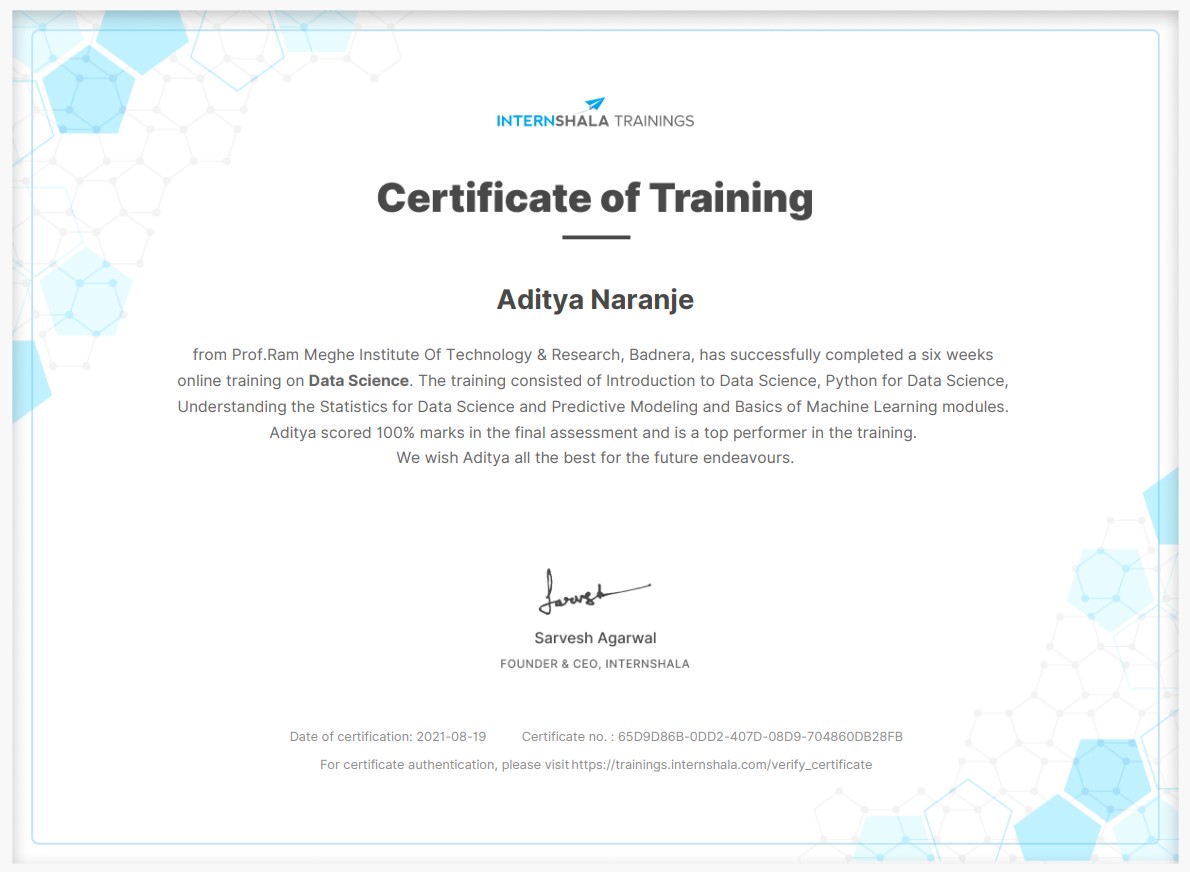 INTERNSHALA TRAININGS
Certificate of Training
Aditya Naranje
from Prof.Ram Meghe Institute Of Technology & Research, Badnera, has successfully completed a six weeks
online training on Data Science. The training consisted of Introduction to Data Science, Python for Data Science,
Understanding the Statistics for Data Science and Predictive Modeling and Basics of Machine Learning modules.
Aditya scored 100% marks in the final assessment and is a top performer in the training.
We wish Aditya all the best for the future endeavours.
Sarvesh
Sarvesh Agarwal
FOUNDER & CEO, INTERNSHALA
Date of certification: 2021-08-19 Certificate no. : 65D9D86B-0DD2-407D-08D9-704860DB28FB
For certificate authentication, please visit https://trainings.internshala.com/verify_certificate